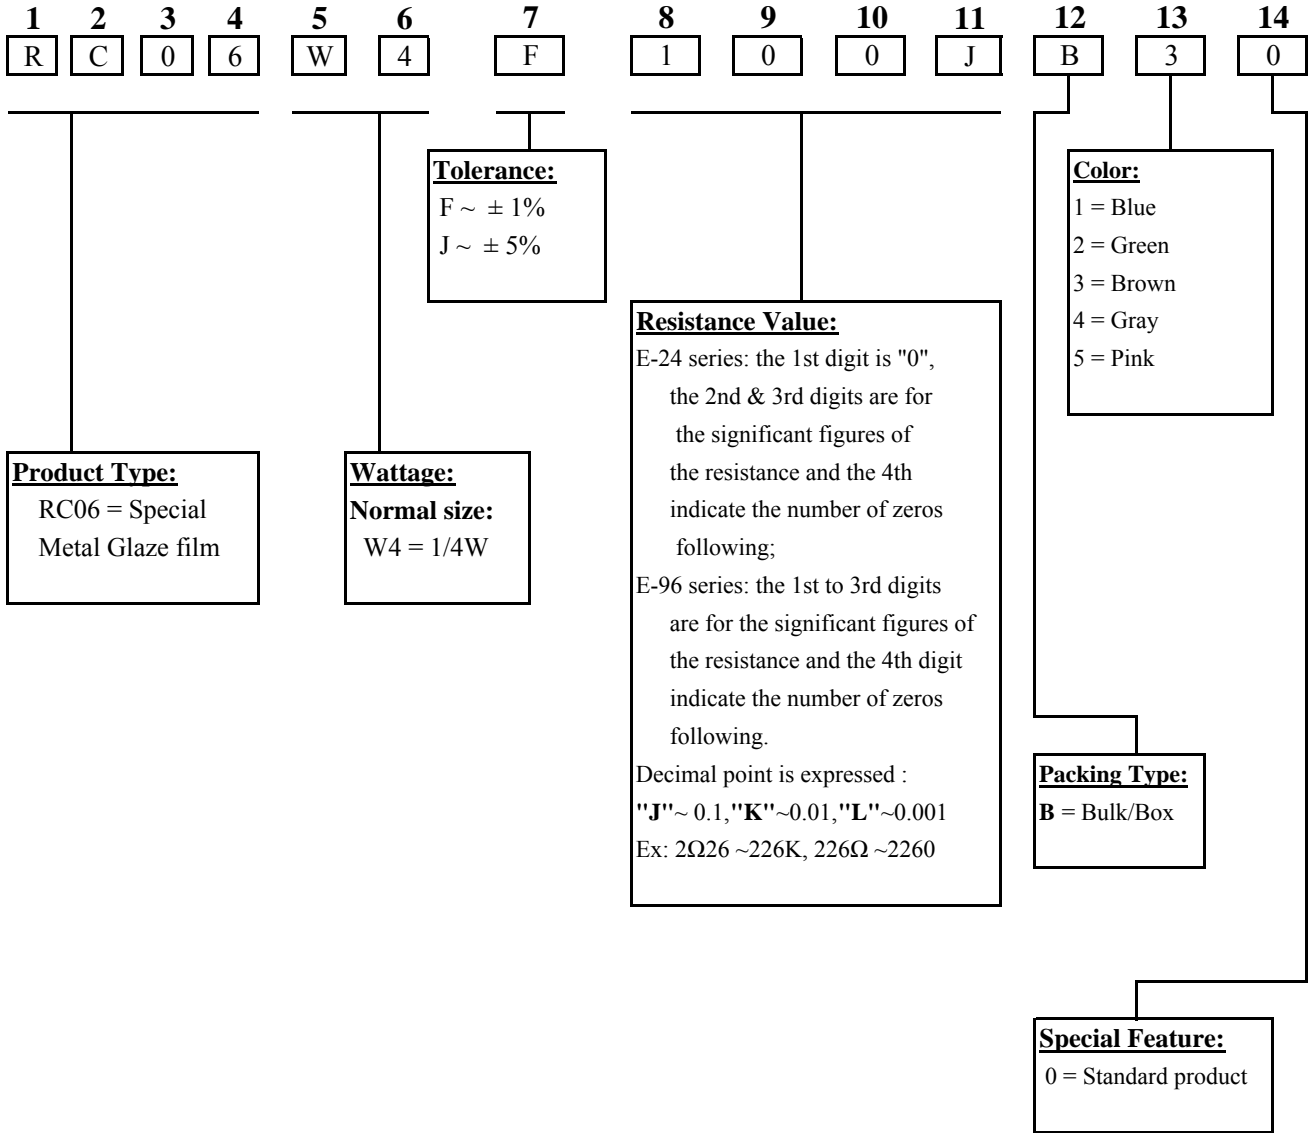 1 2 3 4 5 6 7 8 9 10 11 12 13 14
R C 0 6 W 4 F 1 0 0 J B 3 0
Tolerance:
F ~ ± 1%
J ~ ± 5%
Color:
1 = Blue
2 = Green
3 = Brown
4 = Gray
5 = Pink
Resistance Value:
E-24 series: the 1st digit is "0",
the 2nd & 3rd digits are for
the significant figures of
the resistance and the 4th
indicate the number of zeros
following;
E-96 series: the 1st to 3rd digits
are for the significant figures of
the resistance and the 4th digit
indicate the number of zeros
following.
Decimal point is expressed :
"J"~ 0.1,"K"~0.01,"L"~0.001
Ex: 2Ω26 ~226K, 226Ω ~2260
Product Type:
RC06 = Special
Metal Glaze film
Wattage:
Normal size:
W4 = 1/4W
Packing Type:
B = Bulk/Box
Special Feature:
0 = Standard product